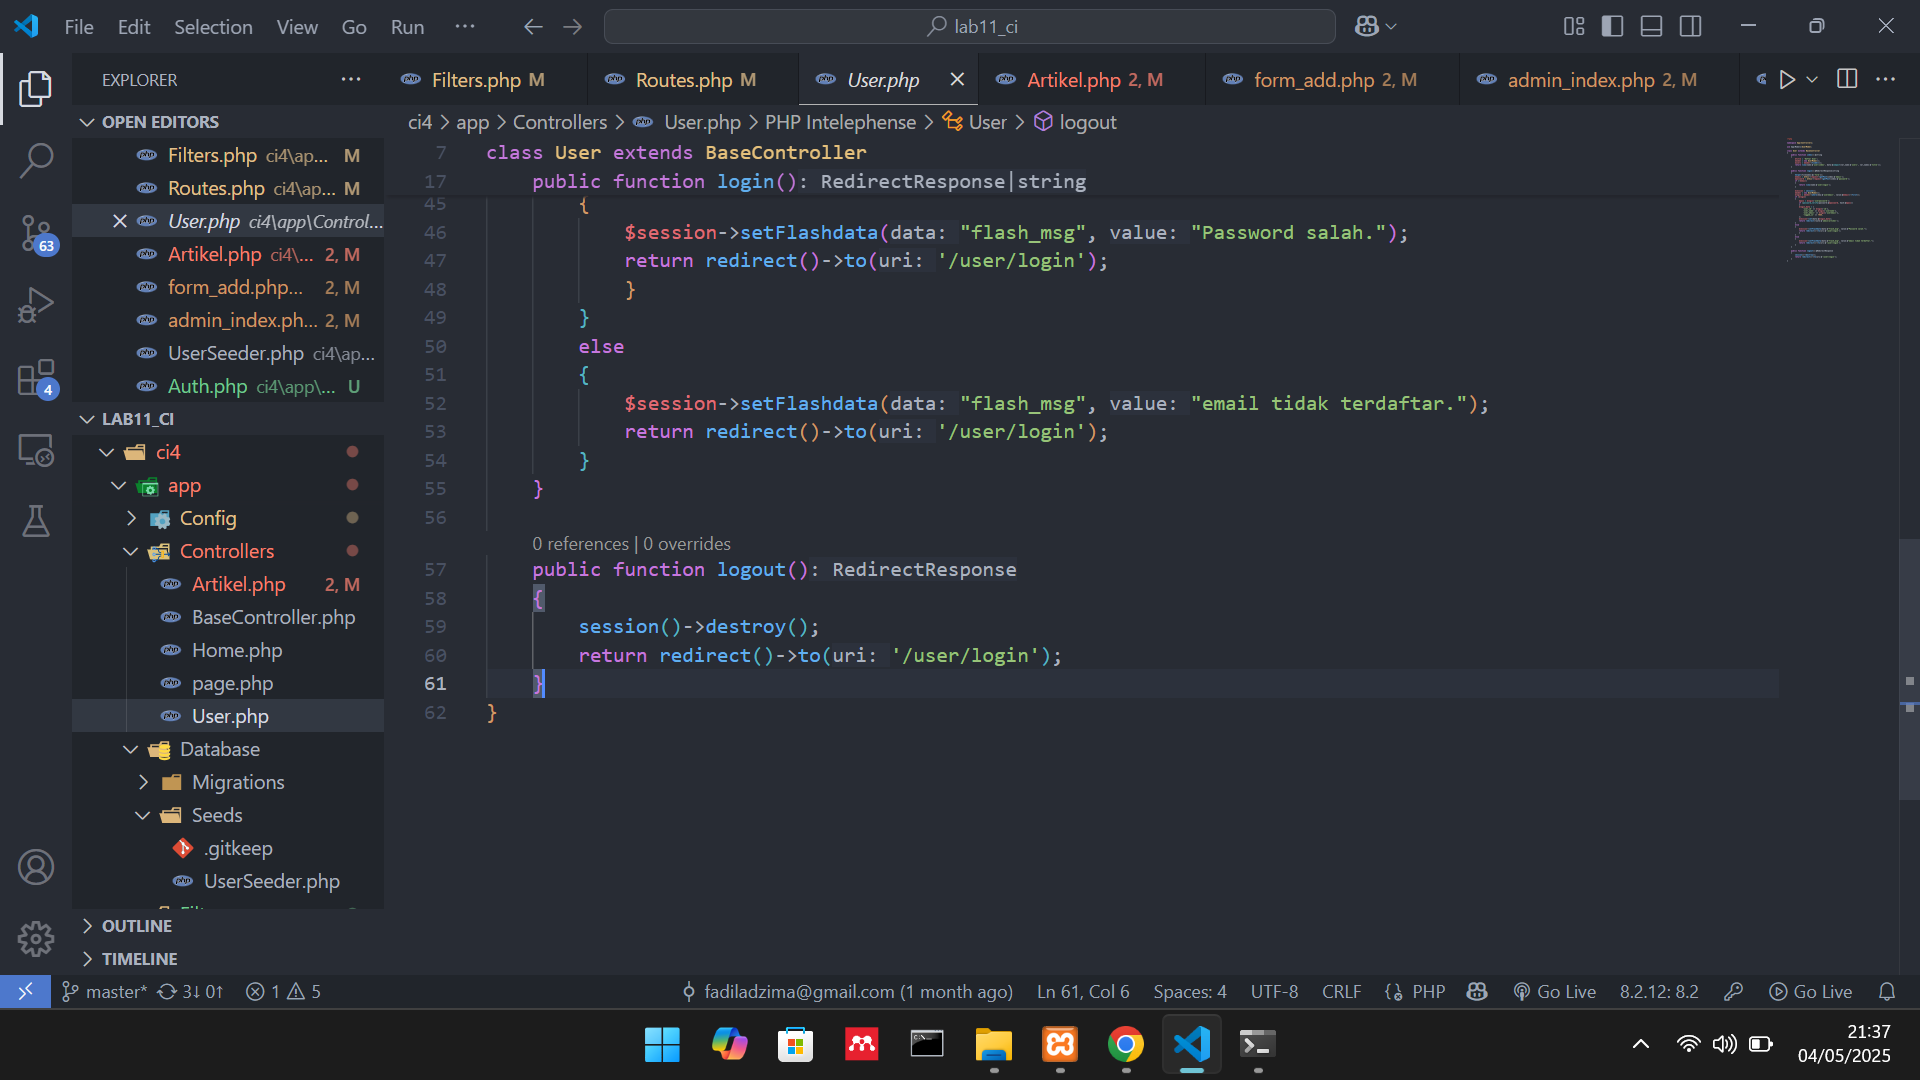 File Edit Selection View Go Run ···
lab11_ci
EXPLORER ···
Filters.php M
Routes.php M
User.php
Artikel.php 2, M
form_add.php 2, M
admin_index.php 2, M
OPEN EDITORS
Filters.php ci4\ap... M
Routes.php ci4\ap... M
User.php ci4\app\Control...
Artikel.php ci4\... 2, M
form_add.php... 2, M
admin_index.ph... 2, M
UserSeeder.php ci4\ap...
Auth.php ci4\app\... U
LAB11_CI
ci4
app
Config
Controllers
Artikel.php 2, M
BaseController.php
Home.php
page.php
User.php
Database
Migrations
Seeds
.gitkeep
UserSeeder.php
OUTLINE
TIMELINE
ci4 > app > Controllers > User.php > PHP Intelephense > User > logout
7 class User extends BaseController
17 public function login(): RedirectResponse|string
45 {
46 $session->setFlashdata(data: "flash_msg", value: "Password salah.");
47 return redirect()->to(uri: '/user/login');
48 }
49 }
50 else
51 {
52 $session->setFlashdata(data: "flash_msg", value: "email tidak terdaftar.");
53 return redirect()->to(uri: '/user/login');
54 }
55 }
56
0 references | 0 overrides
57 public function logout(): RedirectResponse
58 {
59 session()->destroy();
60 return redirect()->to(uri: '/user/login');
61 }
62 }
63
4
master* 3↓ 0↑ 1 5
fadiladzima@gmail.com (1 month ago) Ln 61, Col 6 Spaces: 4 UTF-8 CRLF PHP Go Live 8.2.12: 8.2 Go Live
21:37
04/05/2025